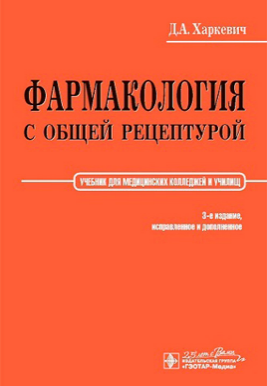 Д.А. Харкевич
ФАРМАКОЛОГИЯ
С ОБЩЕЙ РЕЦЕПТУРОЙ
УЧЕБНИК ДЛЯ МЕДИЦИНСКИХ КОЛЛЕДЖЕЙ И УЧИЛИЩ
3-е издание,
исправленное и дополненное
ИЗДАТЕЛЬСКАЯ ГРУППА
«ГЭОТАР-Медиа»